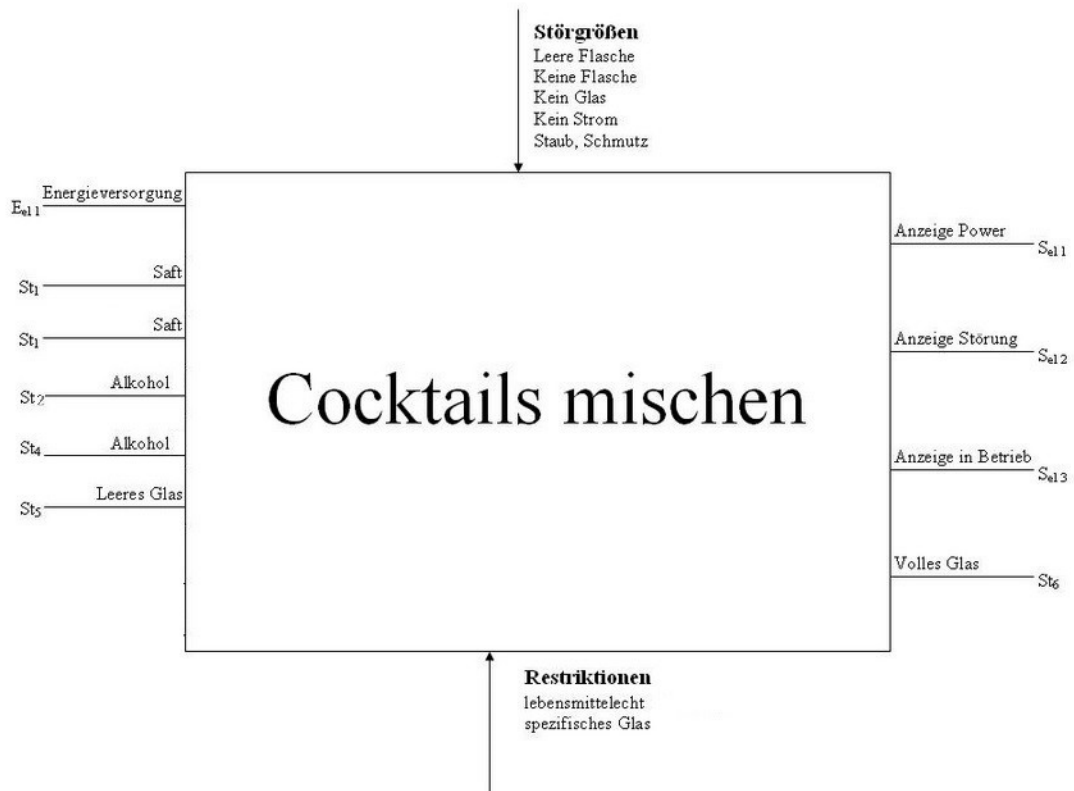 Störgrößen
Leere Flasche
Keine Flasche
Kein Glas
Kein Strom
Staub, Schmutz
Energieversorgung
Eel1
Saft
St1
Saft
St1
Alkohol
St2
Alkohol
St4
Leeres Glas
St5
Cocktails mischen
Anzeige Power
Sel1
Anzeige Störung
Sel2
Anzeige in Betrieb
Sel3
Volles Glas
St6
Restriktionen
lebensmittelecht
spezifisches Glas